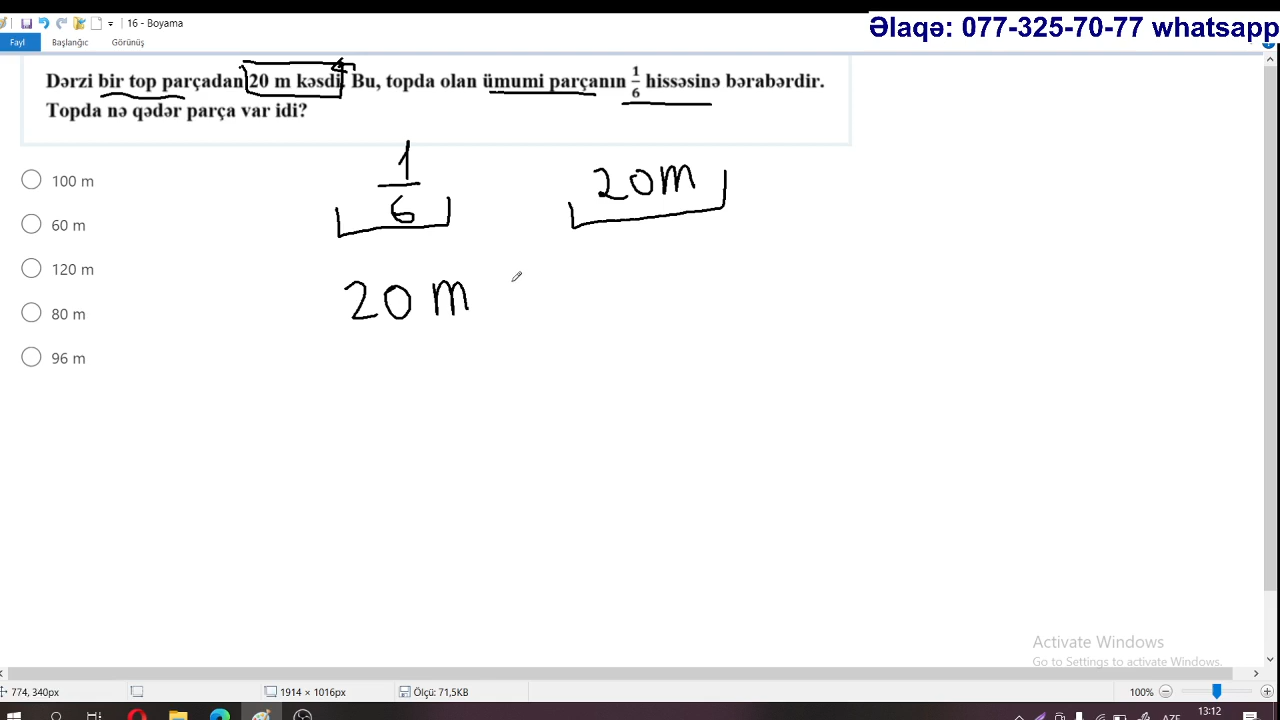 16 - Boyama
Əlaqə: 077-325-70-77 whatsapp
Fayl Başlanğıc Görünüş
Dərzi bir top parçadan 20 m kəsdi. Bu, topda olan ümumi parçanın 1/6 hissəsinə bərabərdir.
Topda nə qədər parça var idi?
100 m
60 m
120 m
80 m
96 m
1/6
20 m
20 m
Activate Windows
Go to Settings to activate Windows.
774, 340px
1914 × 1016px
Ölçü: 71,5KB
100%
AZE
13:12